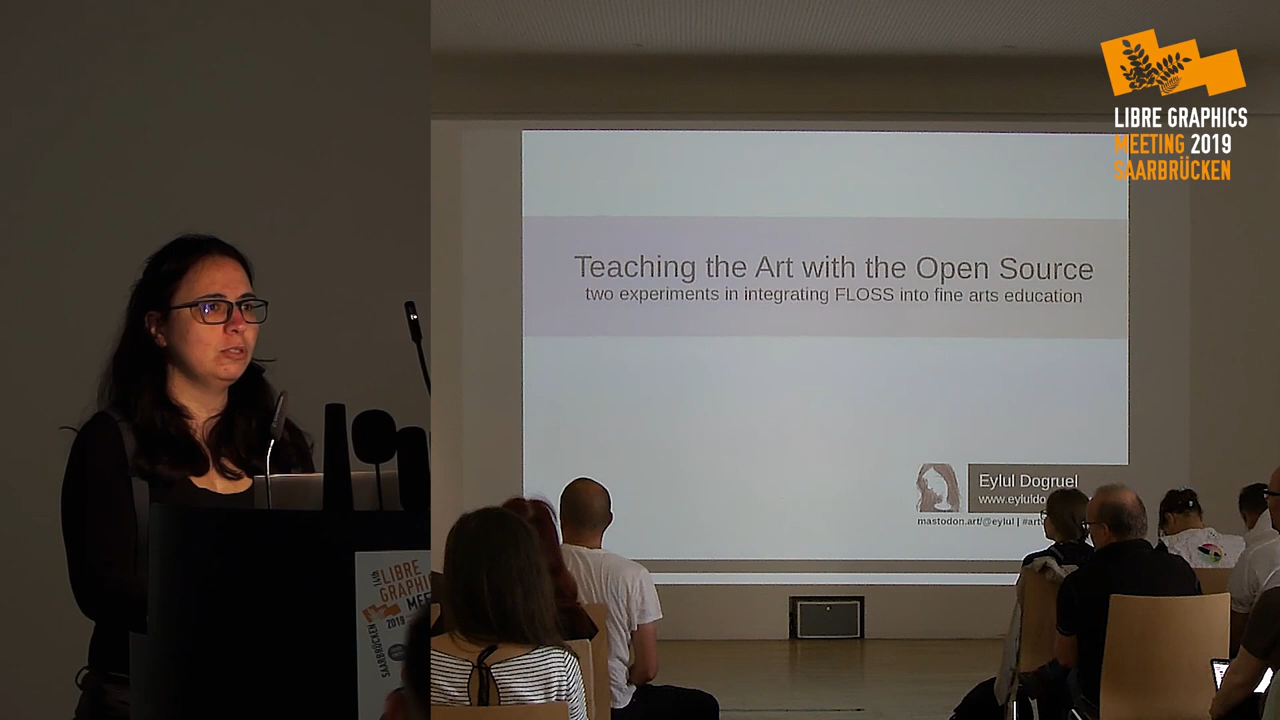 LIBRE GRAPHICS
MEETING 2019
SAARBRÜCKEN
Teaching the Art with the Open Source
two experiments in integrating FLOSS into fine arts education
Eylul Dogruel
mastodon.art/@eylul |
14th
LIBRE
2019
SAARBRÜCKEN